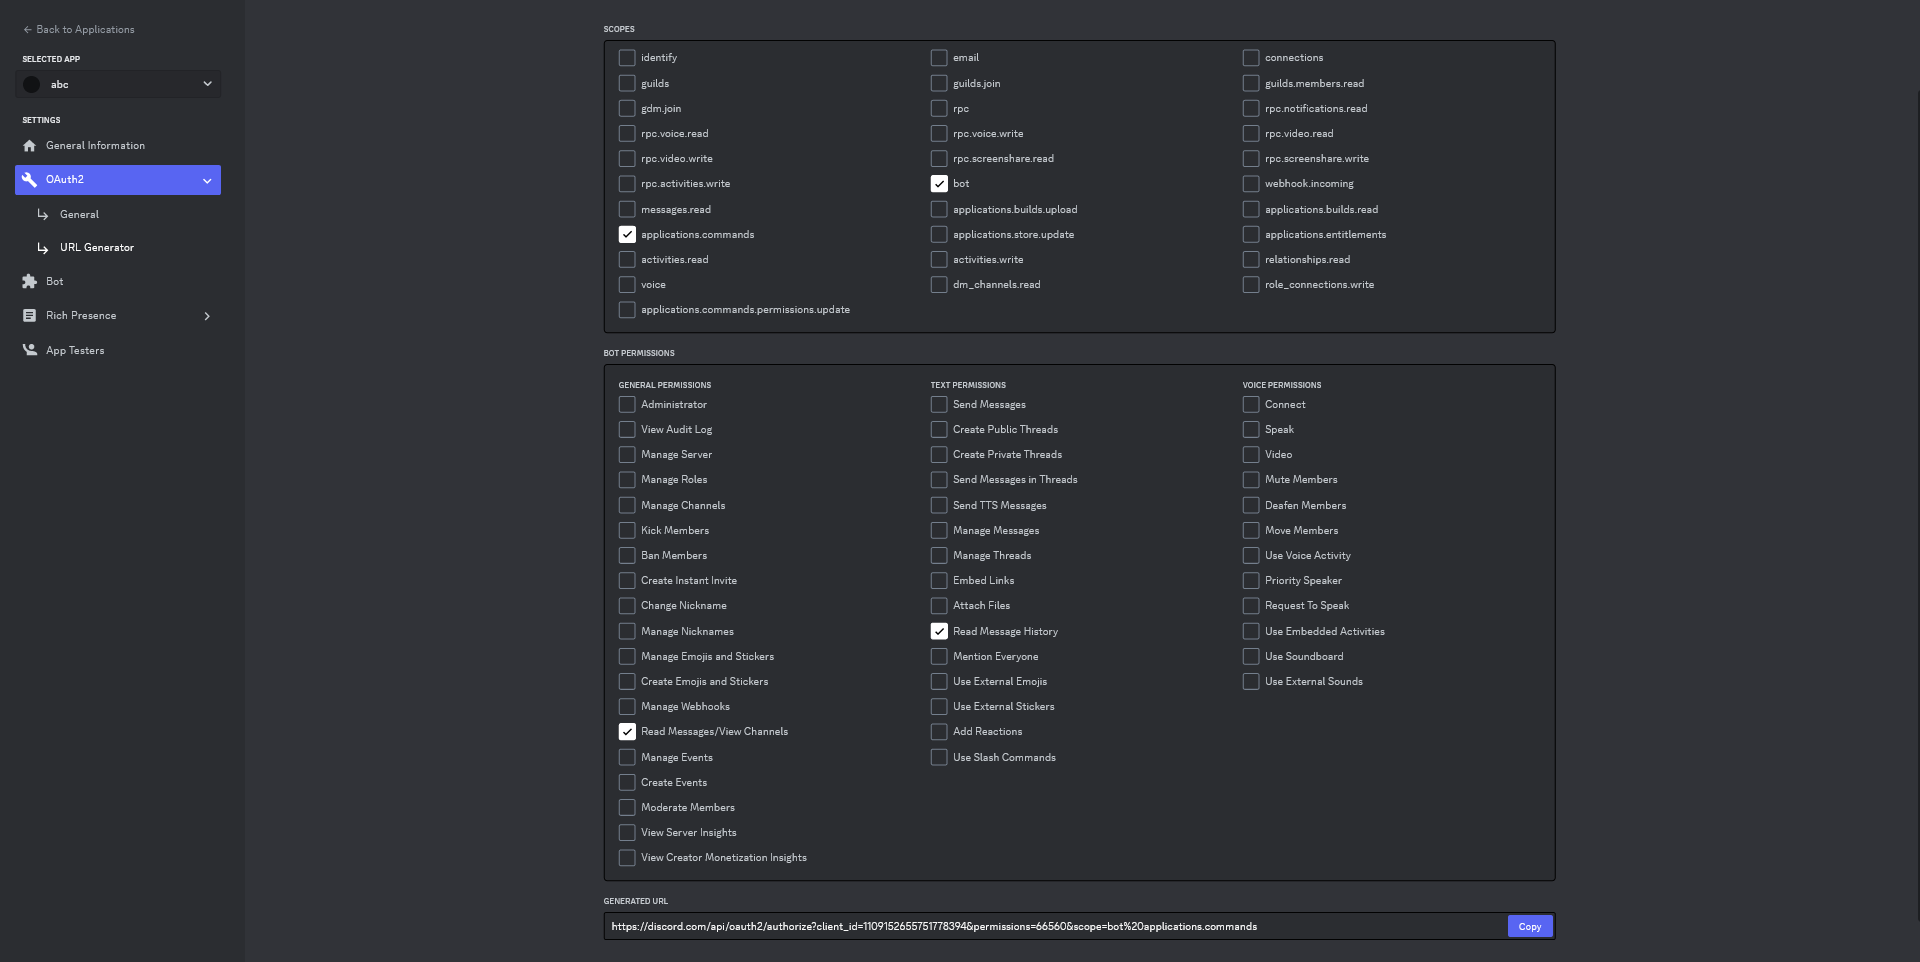 ← Back to Applications
SELECTED APP
abc
SETTINGS
General Information
OAuth2
General
URL Generator
Bot
Rich Presence
App Testers
SCOPES
identify
email
connections
guilds
guilds.join
guilds.members.read
gdm.join
rpc
rpc.notifications.read
rpc.voice.read
rpc.voice.write
rpc.video.read
rpc.video.write
rpc.screenshare.read
rpc.screenshare.write
rpc.activities.write
bot
webhook.incoming
messages.read
applications.builds.upload
applications.builds.read
applications.commands
applications.store.update
applications.entitlements
activities.read
activities.write
relationships.read
voice
dm_channels.read
role_connections.write
applications.commands.permissions.update
BOT PERMISSIONS
GENERAL PERMISSIONS
Administrator
View Audit Log
Manage Server
Manage Roles
Manage Channels
Kick Members
Ban Members
Create Instant Invite
Change Nickname
Manage Nicknames
Manage Emojis and Stickers
Create Emojis and Stickers
Manage Webhooks
Read Messages/View Channels
Manage Events
Create Events
Moderate Members
View Server Insights
View Creator Monetization Insights
TEXT PERMISSIONS
Send Messages
Create Public Threads
Create Private Threads
Send Messages in Threads
Send TTS Messages
Manage Messages
Manage Threads
Embed Links
Attach Files
Read Message History
Mention Everyone
Use External Emojis
Use External Stickers
Add Reactions
Use Slash Commands
VOICE PERMISSIONS
Connect
Speak
Video
Mute Members
Deafen Members
Move Members
Use Voice Activity
Priority Speaker
Request To Speak
Use Embedded Activities
Use Soundboard
Use External Sounds
GENERATED URL
https://discord.com/api/oauth2/authorize?client_id=1109152655751778394&permissions=66560&scope=bot%20applications.commands
Copy